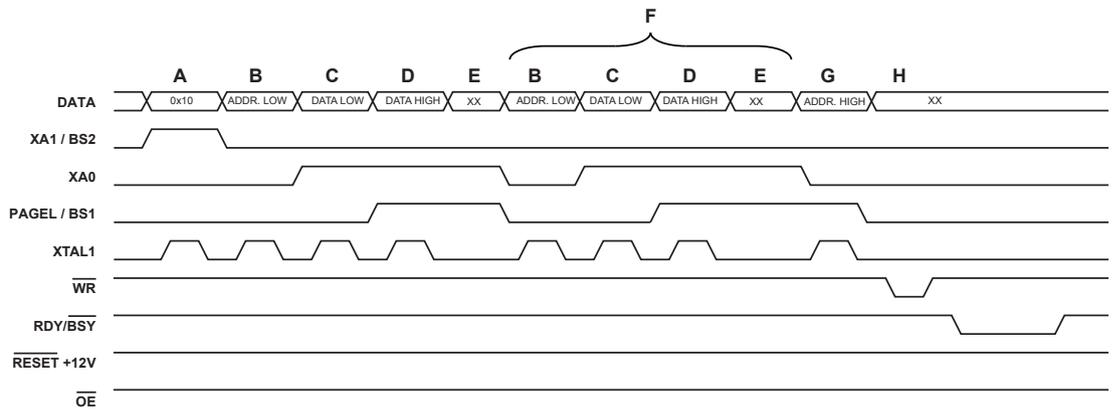 F
A B C D E B C D E G H
DATA 0x10 ADDR. LOW DATA LOW DATA HIGH XX ADDR. LOW DATA LOW DATA HIGH XX ADDR. HIGH XX
XA1 / BS2
XA0
PAGEL / BS1
XTAL1
WR
RDY/BSY
RESET +12V
OE